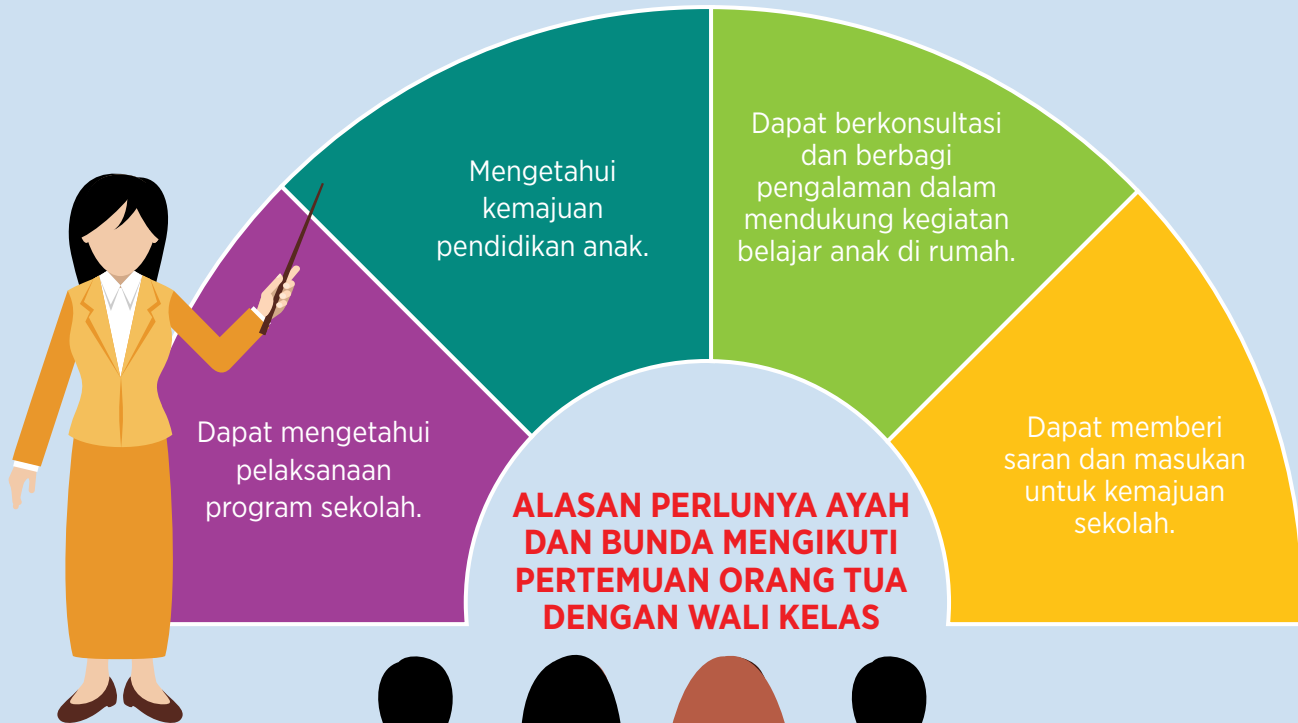 Dapat mengetahui
pelaksanaan
program sekolah.
Mengetahui
kemajuan
pendidikan anak.
Dapat berkonsultasi
dan berbagi
pengalaman dalam
mendukung kegiatan
belajar anak di rumah.
Dapat memberi
saran dan masukan
untuk kemajuan
sekolah.
ALASAN PERLUNYA AYAH
DAN BUNDA MENGIKUTI
PERTEMUAN ORANG TUA
DENGAN WALI KELAS